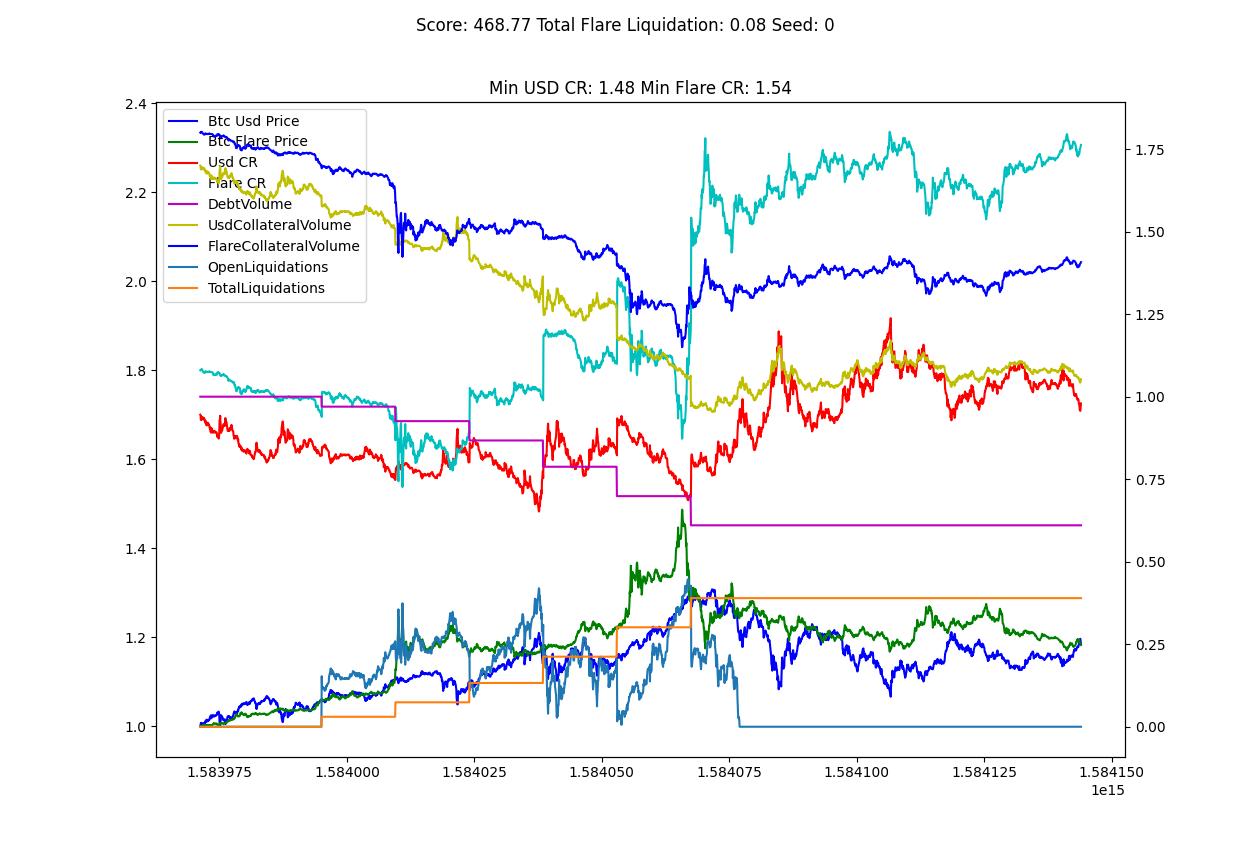 Score: 468.77 Total Flare Liquidation: 0.08 Seed: 0
Min USD CR: 1.48 Min Flare CR: 1.54
Btc Usd Price
Btc Flare Price
Usd CR
Flare CR
DebtVolume
UsdCollateralVolume
FlareCollateralVolume
OpenLiquidations
TotalLiquidations
2.4
2.2
2.0
1.8
1.6
1.4
1.2
1.0
1.75
1.50
1.25
1.00
0.75
0.50
0.25
0.00
1.583975 1.584000 1.584025 1.584050 1.584075 1.584100 1.584125 1.584150
1e15